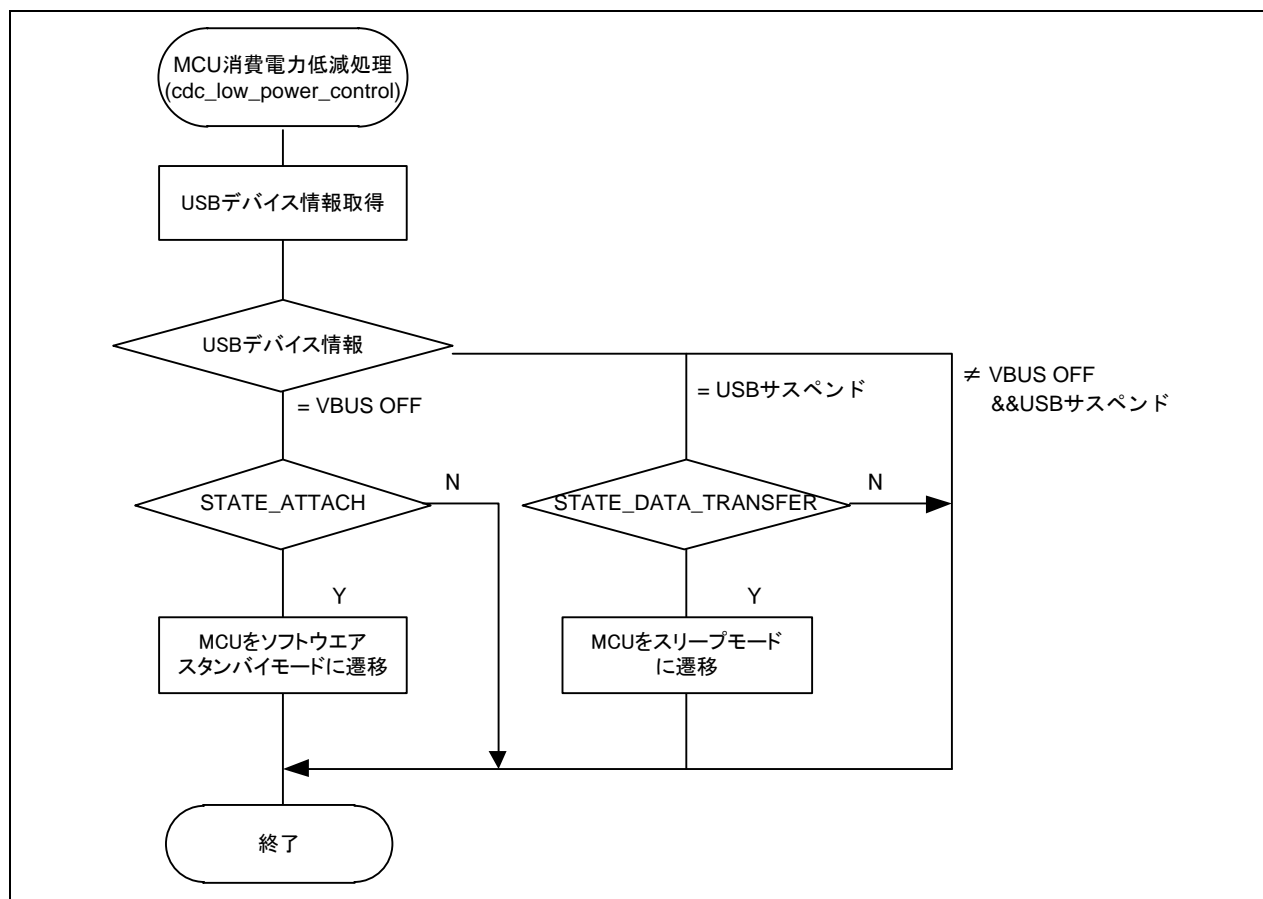 MCU消費電力低減処理
(cdc_low_power_control)
USBデバイス情報取得
USBデバイス情報
= VBUS OFF
= USBサスペンド
≠ VBUS OFF
&&USBサスペンド
STATE_ATTACH
N
STATE_DATA_TRANSFER
N
Y
Y
MCUをソフトウエア
スタンバイモードに遷移
MCUをスリープモード
に遷移
終了